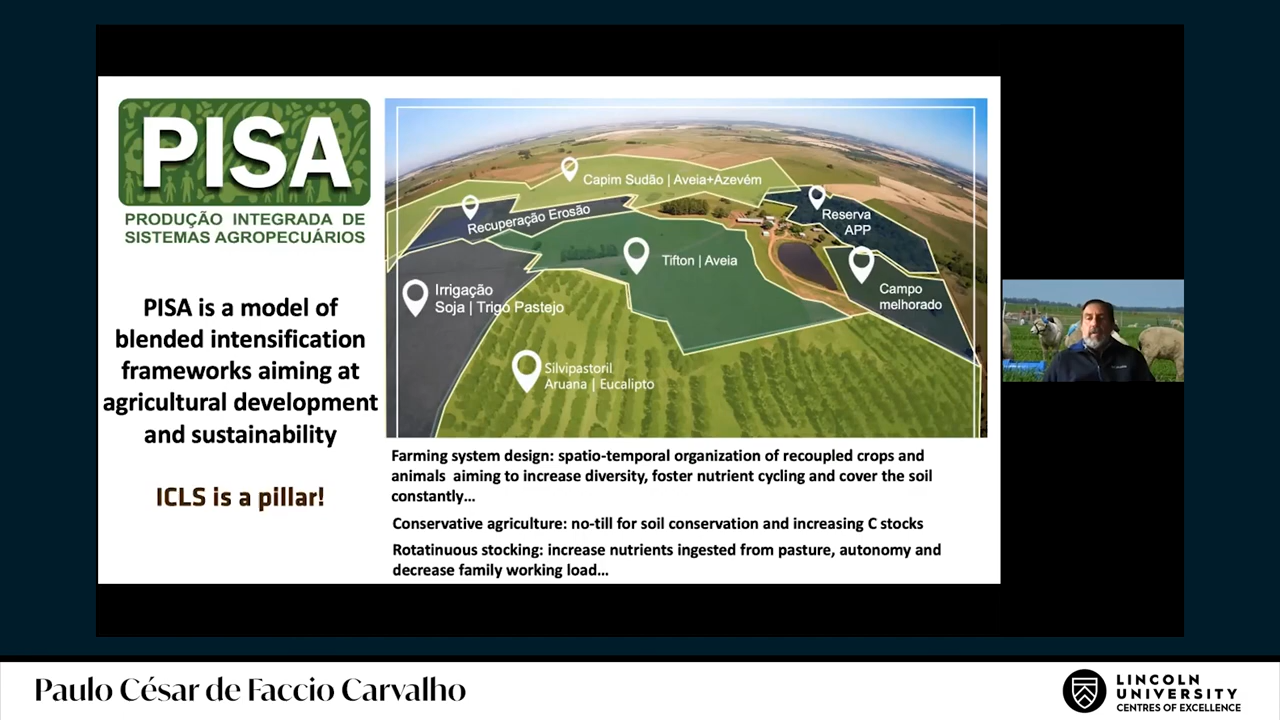 PISA
PRODUÇÃO INTEGRADA DE
SISTEMAS AGROPECUÁRIOS
PISA is a model of
blended intensification
frameworks aiming at
agricultural development
and sustainability
ICLS is a pillar!
Capim Sudão | Aveia+Azevém
Recuperação Erosão
Reserva
APP
Tifton | Aveia
Campo
melhorado
Irrigação
Soja | Trigo Pastejo
Silvipastoril
Aruana | Eucalipto
Farming system design: spatio-temporal organization of recoupled crops and
animals aiming to increase diversity, foster nutrient cycling and cover the soil
constantly...
Conservative agriculture: no-till for soil conservation and increasing C stocks
Rotatinuous stocking: increase nutrients ingested from pasture, autonomy and
decrease family working load...
Paulo César de Faccio Carvalho
LINCOLN
UNIVERSITY
CENTRES OF EXCELLENCE